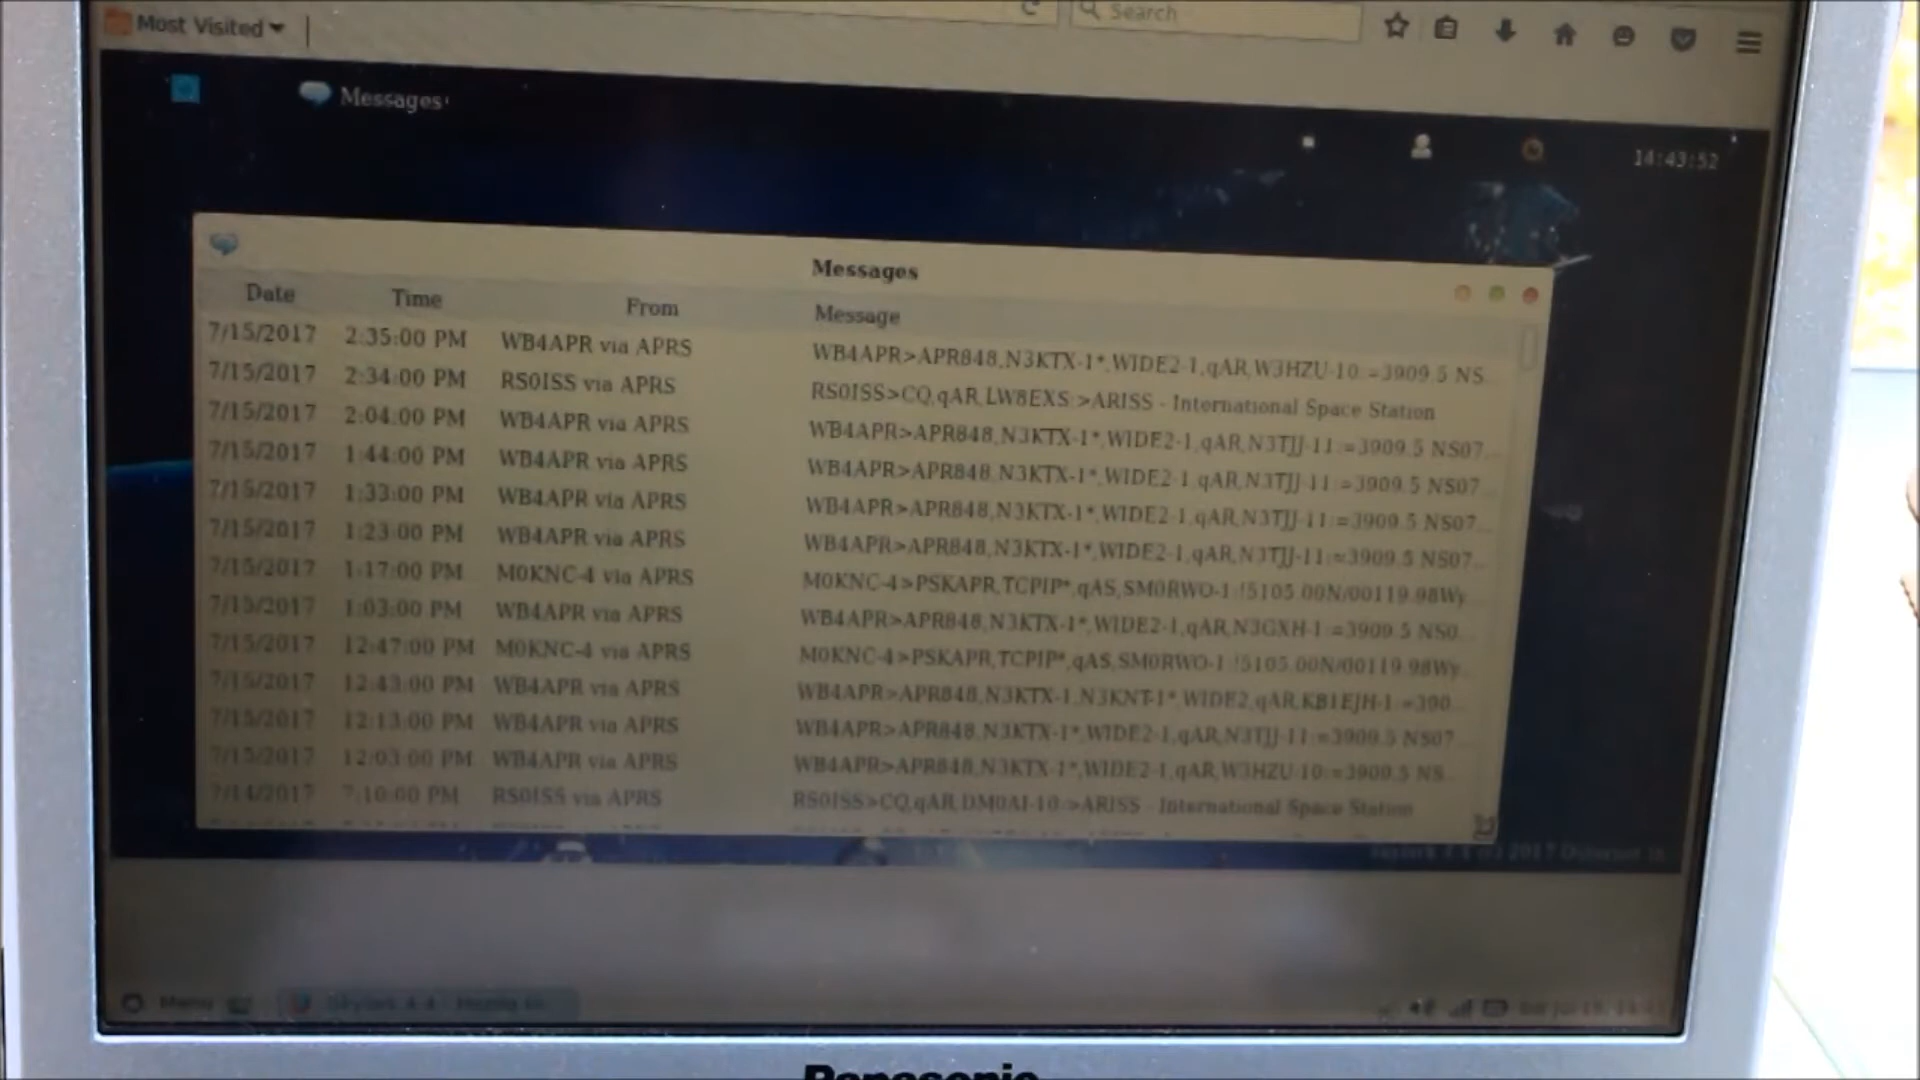 Most Visited
Search
Messages
14:43:52
Messages
Date Time From Message
7/15/2017 2:35:00 PM WB4APR via APRS WB4APR>APR848,N3KTX-1*,WIDE2-1,qAR,W3HZU-10:=3909.5 NS...
7/15/2017 2:34:00 PM RS0ISS via APRS RS0ISS>CQ,qAR,LW8EXS:>ARISS - International Space Station
7/15/2017 2:04:00 PM WB4APR via APRS WB4APR>APR848,N3KTX-1*,WIDE2-1,qAR,N3TJJ-11:=3909.5 NS07...
7/15/2017 1:44:00 PM WB4APR via APRS WB4APR>APR848,N3KTX-1*,WIDE2-1,qAR,N3TJJ-11:=3909.5 NS07...
7/15/2017 1:33:00 PM WB4APR via APRS WB4APR>APR848,N3KTX-1*,WIDE2-1,qAR,N3TJJ-11:=3909.5 NS07...
7/15/2017 1:23:00 PM WB4APR via APRS WB4APR>APR848,N3KTX-1*,WIDE2-1,qAR,N3TJJ-11:=3909.5 NS07...
7/15/2017 1:17:00 PM M0KNC-4 via APRS M0KNC-4>PSKAPR,TCPIP*,qAS,SM0RWO-1:!5105.00N/00119.98Wy...
7/15/2017 1:03:00 PM WB4APR via APRS WB4APR>APR848,N3KTX-1*,WIDE2-1,qAR,N3GXH-1:=3909.5 NS0...
7/15/2017 12:47:00 PM M0KNC-4 via APRS M0KNC-4>PSKAPR,TCPIP*,qAS,SM0RWO-1:!5105.00N/00119.98Wy...
7/15/2017 12:43:00 PM WB4APR via APRS WB4APR>APR848,N3KTX-1,N3KNT-1*,WIDE2,qAR,KB1EJH-1:=390...
7/15/2017 12:13:00 PM WB4APR via APRS WB4APR>APR848,N3KTX-1*,WIDE2-1,qAR,N3TJJ-11:=3909.5 NS07...
7/15/2017 12:03:00 PM WB4APR via APRS WB4APR>APR848,N3KTX-1*,WIDE2-1,qAR,W3HZU-10:=3909.5 NS...
7/14/2017 7:10:00 PM RS0ISS via APRS RS0ISS>CQ,qAR,DM0AI-10:>ARISS - International Space Station
2017
Menu
Panasonic